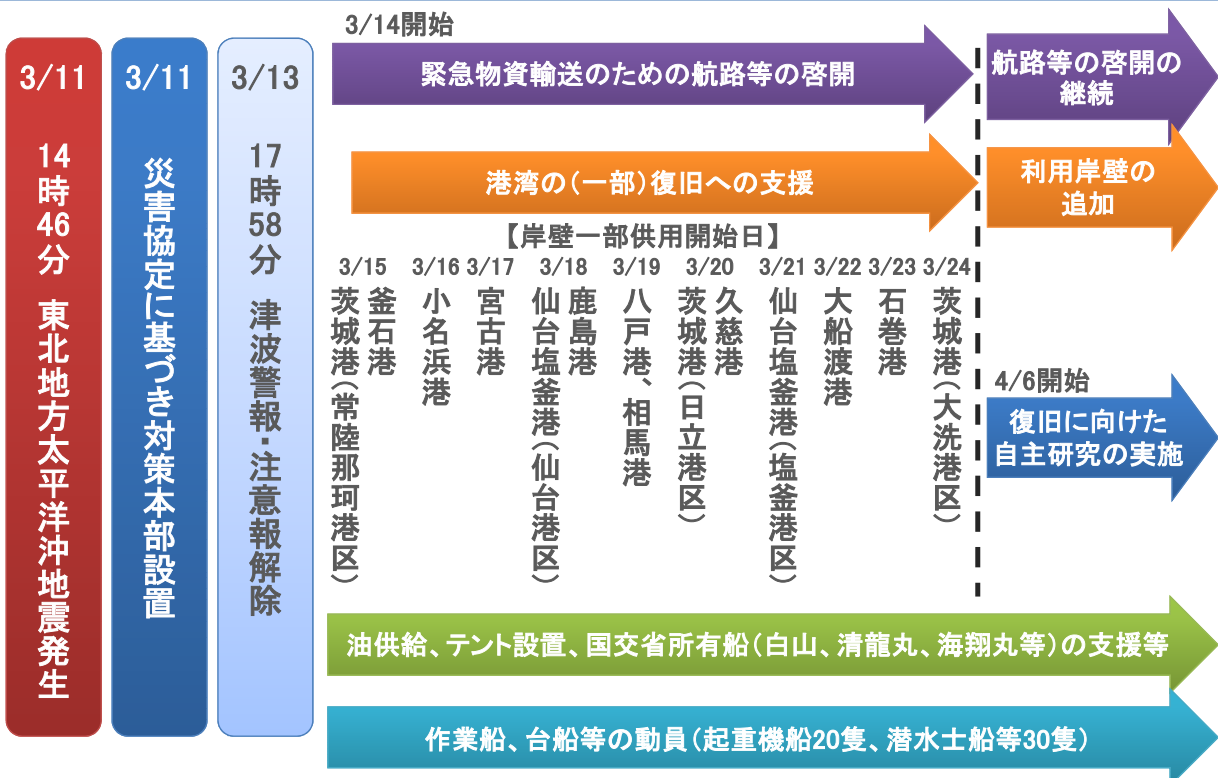 3/11
14時46分 東北地方太平洋沖地震発生
3/11
災害協定に基づき対策本部設置
3/13
17時58分 津波警報・注意報解除
3/14開始
緊急物資輸送のための航路等の啓開
航路等の啓開の
継続
港湾の(一部)復旧への支援
利用岸壁の
追加
【岸壁一部供用開始日】
3/15
茨城港(常陸那珂港区)
釜石港
3/16
小名浜港
3/17
宮古港
3/18
仙台塩釜港(仙台港区)
鹿島港
3/19
八戸港、相馬港
3/20
茨城港(日立港区)
久慈港
3/21
仙台塩釜港(塩釜港区)
3/22
大船渡港
3/23
石巻港
3/24
茨城港(大洗港区)
4/6開始
復旧に向けた
自主研究の実施
油供給、テント設置、国交省所有船(白山、清龍丸、海翔丸等)の支援等
作業船、台船等の動員(起重機船20隻、潜水士船等30隻)